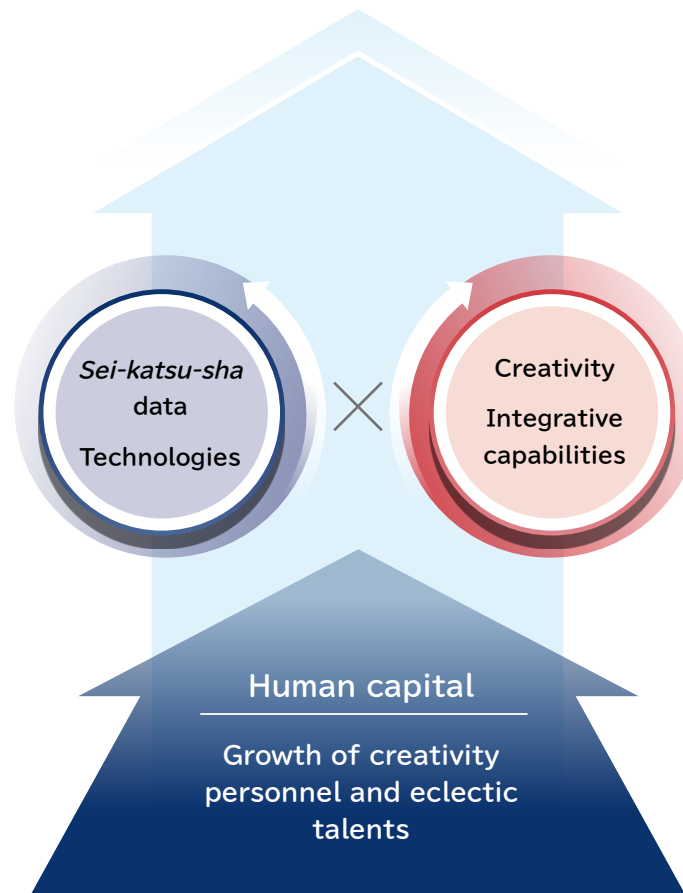 Sei-katsu-sha
data
Technologies
Creativity
Integrative
capabilities
Human capital
Growth of creativity
personnel and eclectic
talents